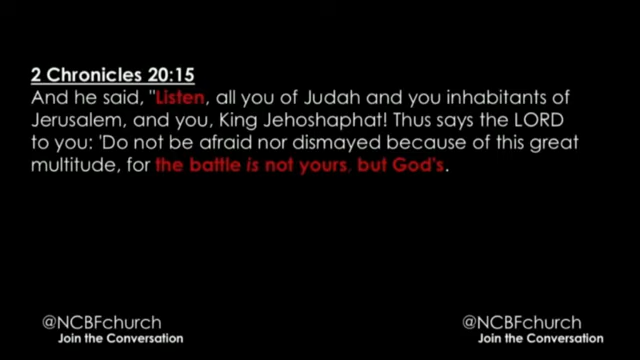 2 Chronicles 20:15
And he said, "Listen, all you of Judah and you inhabitants of
Jerusalem, and you, King Jehoshaphat! Thus says the LORD
to you: 'Do not be afraid nor dismayed because of this great
multitude, for the battle is not yours, but God's.
@NCBFchurch
Join the Conversation
@NCBFchurch
Join the Conversation